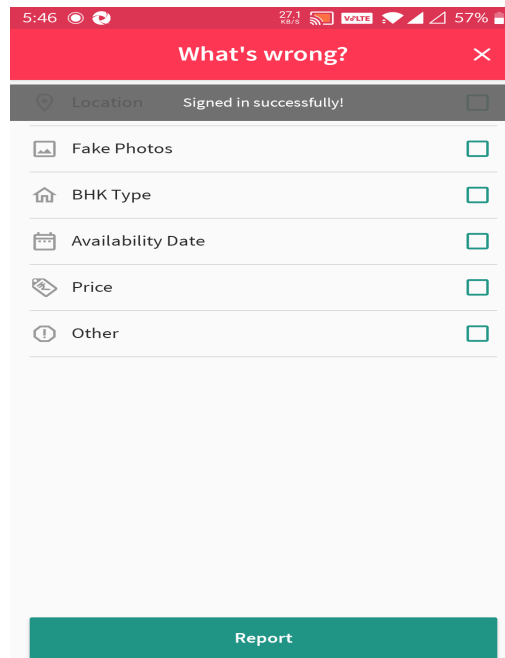 5:46 27.1 KB/S VoLTE 57%
What's wrong?
Location
Signed in successfully!
Fake Photos
BHK Type
Availability Date
Price
Other
Report